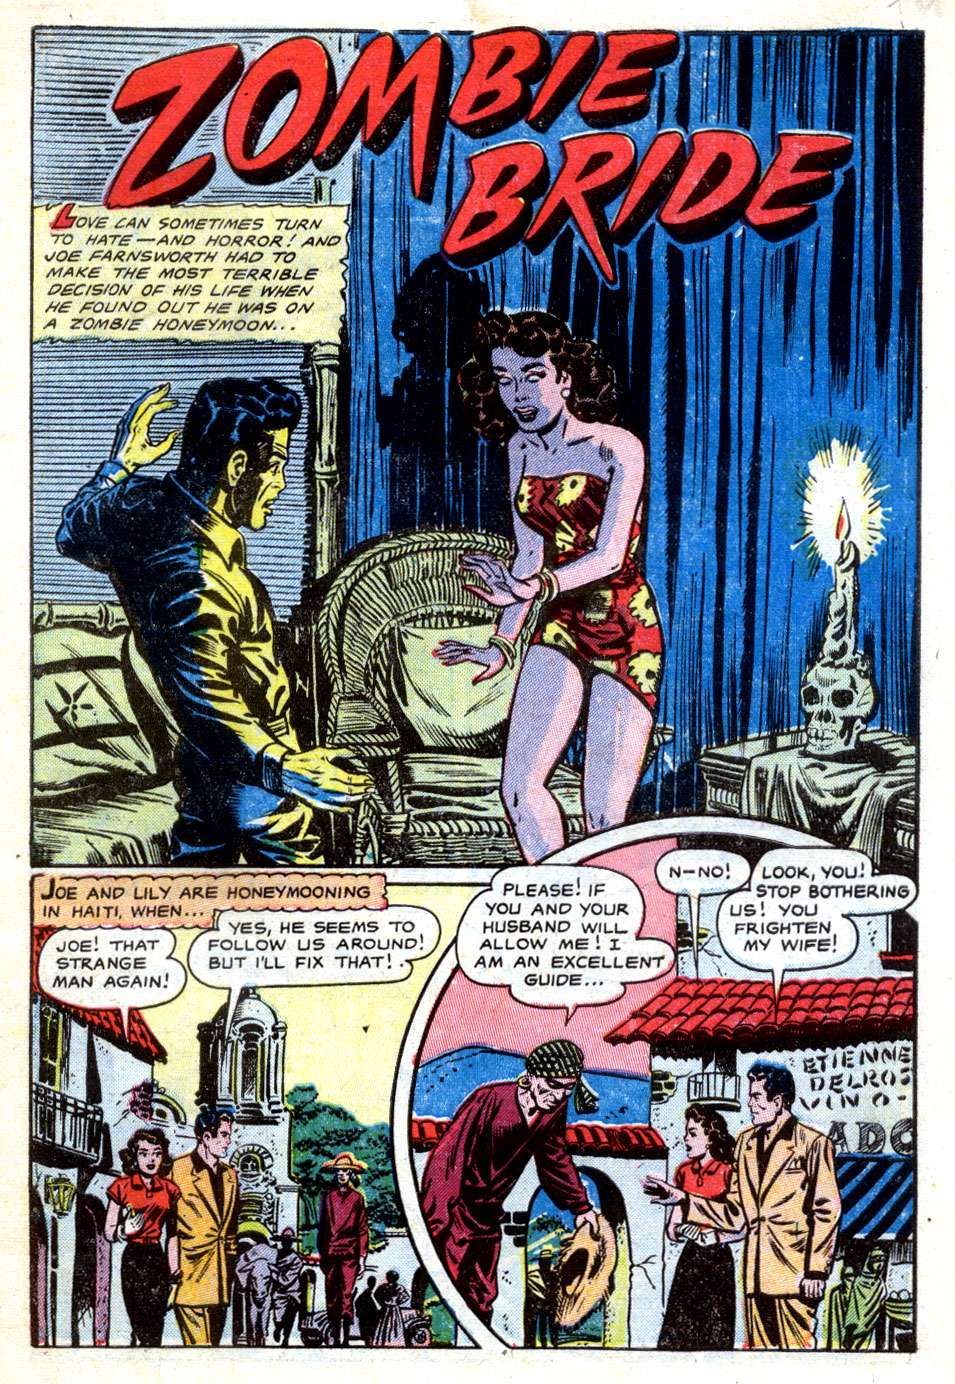 ZOMBIE
BRIDE
LOVE CAN SOMETIMES TURN
TO HATE—AND HORROR! AND
JOE FARNSWORTH HAD TO
MAKE THE MOST TERRIBLE
DECISION OF HIS LIFE WHEN
HE FOUND OUT HE WAS ON
A ZOMBIE HONEYMOON...
JOE AND LILY ARE HONEYMOONING
IN HAITI, WHEN...
JOE! THAT
STRANGE
MAN AGAIN!
YES, HE SEEMS TO
FOLLOW US AROUND!
BUT I'LL FIX THAT!
PLEASE! IF
YOU AND YOUR
HUSBAND WILL
ALLOW ME! I
AM AN EXCELLENT
GUIDE...
N-NO!
LOOK, YOU!
STOP BOTHERING
US! YOU
FRIGHTEN
MY WIFE!
ETIENNE
DELROS
VINO-
ADO